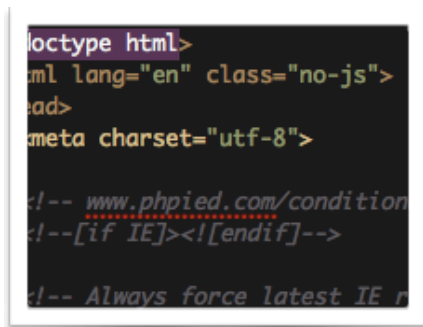 doctype html>
tml lang="en" class="no-js">
ead>
<meta charset="utf-8">
<!-- www.phpied.com/condition
<!--[if IE]><![endif]-->
<!-- Always force latest IE r